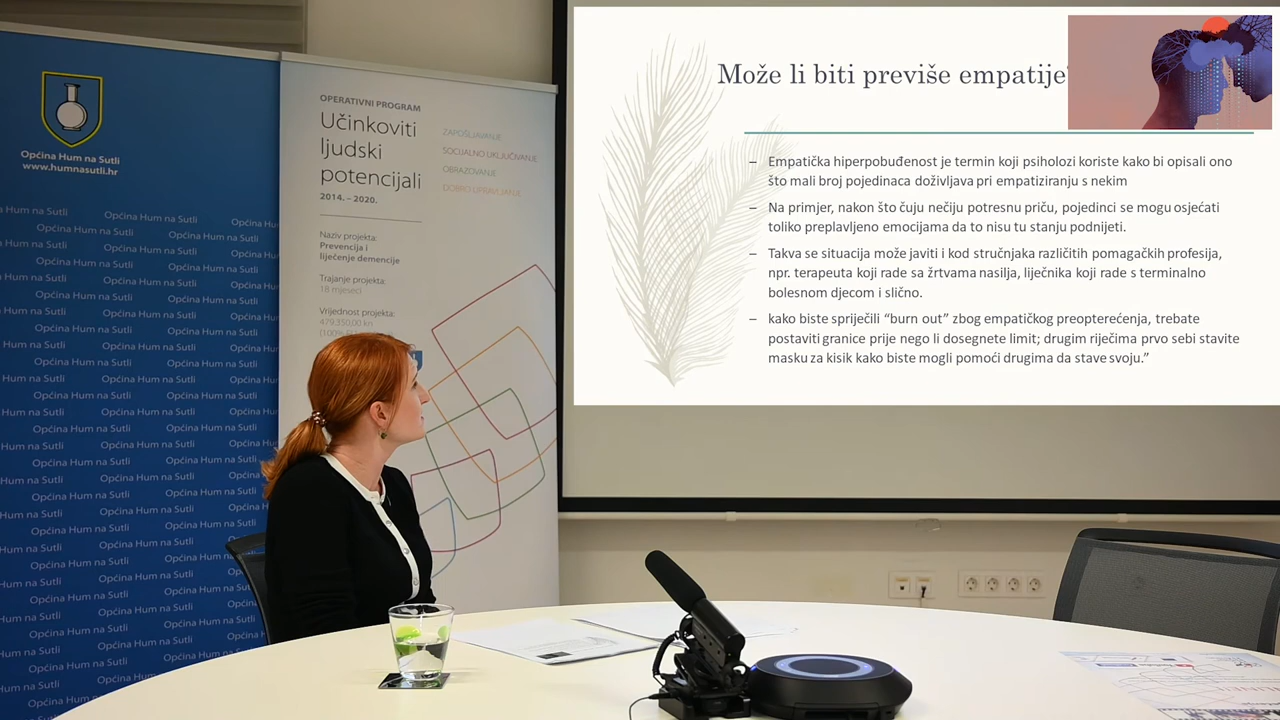 Općina Hum na Sutli
www.humnasutli.hr
OPERATIVNI PROGRAM
Učinkoviti
ljudski
potencijali
2014. – 2020.
ZAPOŠLJAVANJE
SOCIJALNO UKLJUČIVANJE
OBRAZOVANJE
DOBRO UPRAVLJANJE
Naziv projekta:
Prevencija i
liječenje demencije
Trajanje projekta:
18 mjeseci
Vrijednost projekta:
479.350,00 kn
Može li biti previše empatije?
– Empatička hiperpobuđenost je termin koji psiholozi koriste kako bi opisali ono
što mali broj pojedinaca doživljava pri empatiziranju s nekim
– Na primjer, nakon što čuju nečiju potresnu priču, pojedinci se mogu osjećati
toliko preplavljeno emocijama da to nisu tu stanju podnijeti.
– Takva se situacija može javiti i kod stručnjaka različitih pomagačkih profesija,
npr. terapeuta koji rade sa žrtvama nasilja, liječnika koji rade s terminalno
bolesnom djecom i slično.
– kako biste spriječili “burn out” zbog empatičkog preopterećenja, trebate
postaviti granice prije nego li dosegnete limit; drugim riječima prvo sebi stavite
masku za kisik kako biste mogli pomoći drugima da stave svoju.”